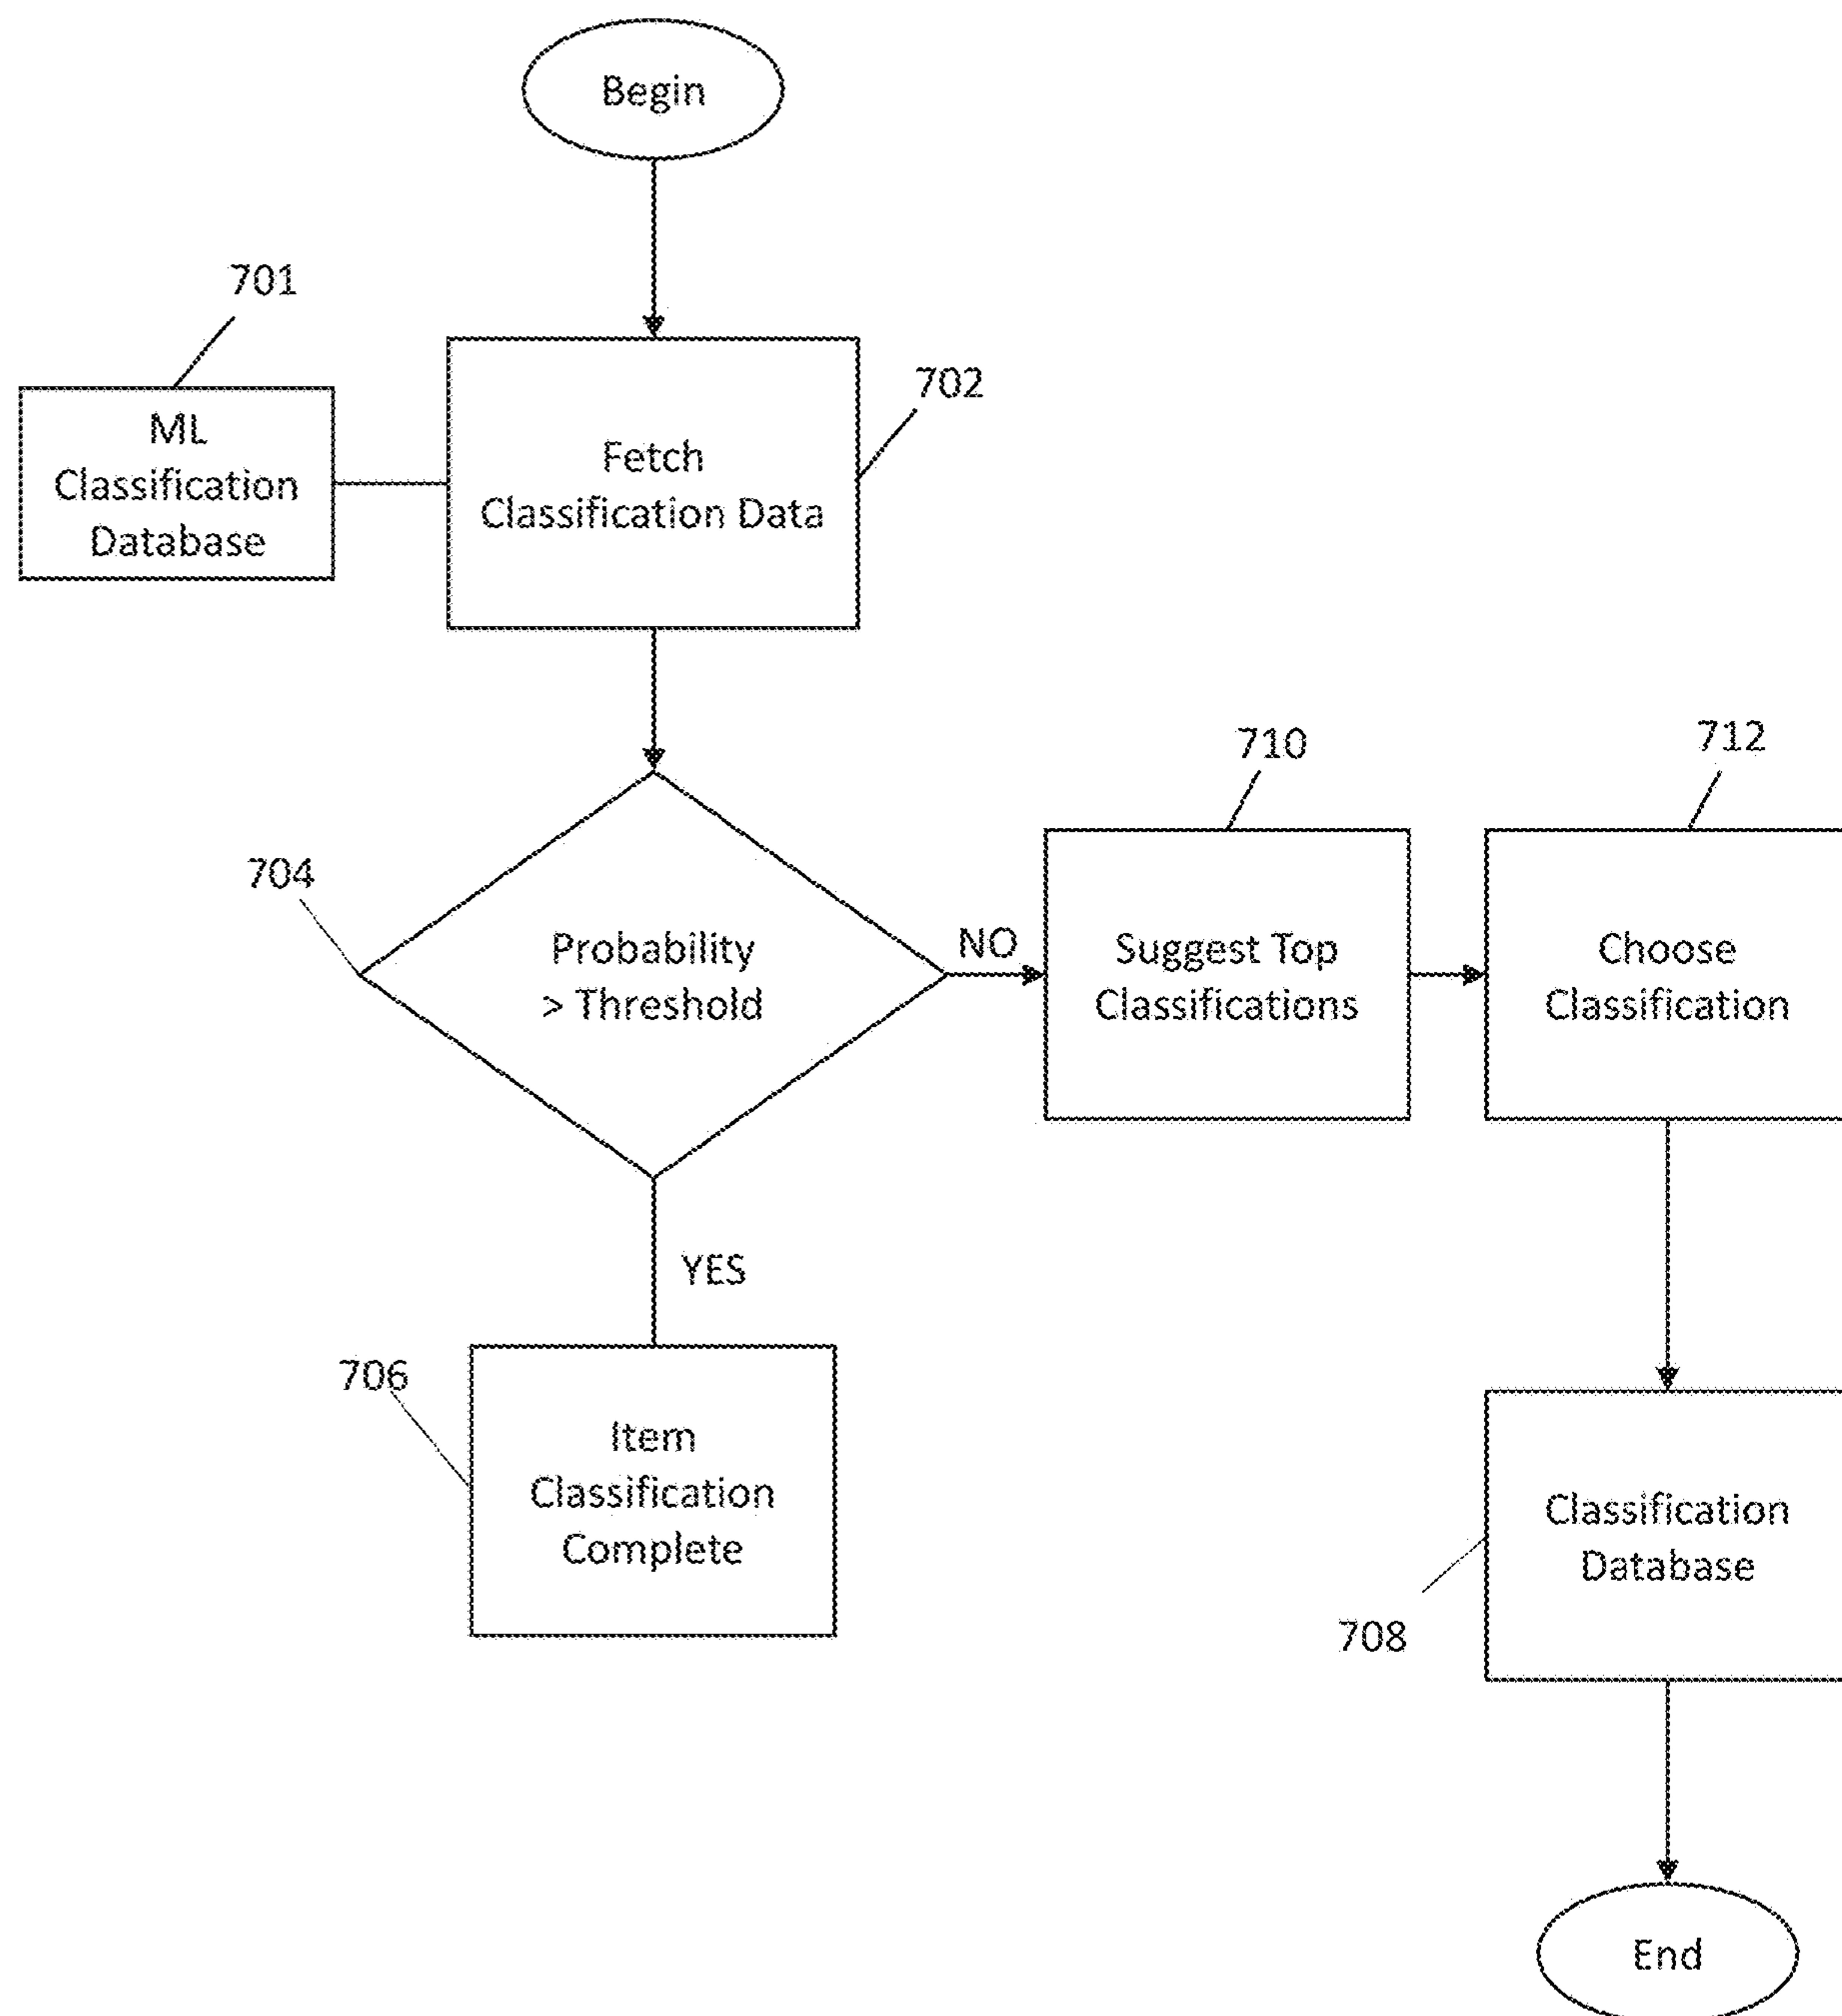 Begin
701
ML
Classification
Database
702
Fetch
Classification Data
704
Probability
> Threshold
NO
710
Suggest Top
Classifications
712
Choose
Classification
YES
706
Item
Classification
Complete
Classification
Database
708
End